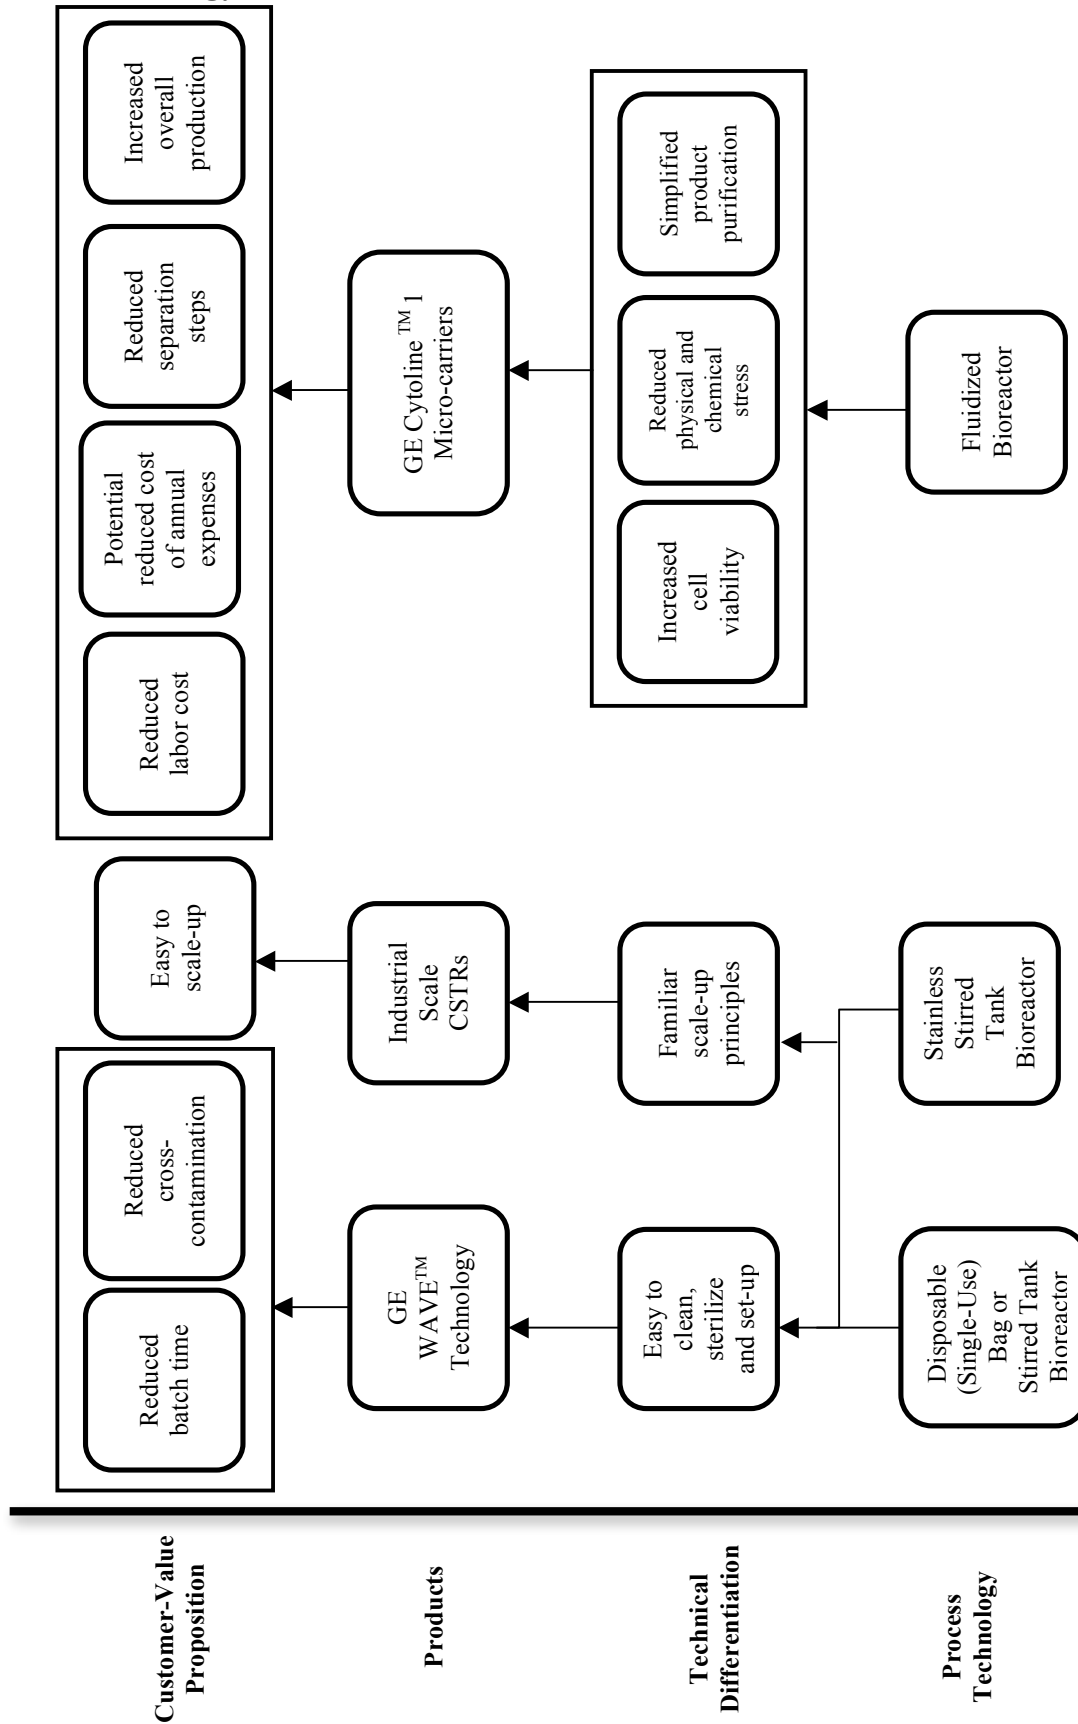 Customer-Value
Proposition
Reduced
batch time
Reduced
cross-
contamination
Easy to
scale-up
Reduced
labor cost
Potential
reduced cost
of annual
expenses
Reduced
separation
steps
Increased
overall
production
Products
GE
WAVE™
Technology
Industrial
Scale
CSTRs
GE Cytoline™ 1
Micro-carriers
Technical
Differentiation
Easy to
clean,
sterilize
and set-up
Familiar
scale-up
principles
Increased
cell
viability
Reduced
physical and
chemical
stress
Simplified
product
purification
Process
Technology
Disposable
(Single-Use)
Bag or
Stirred Tank
Bioreactor
Stainless
Stirred
Tank
Bioreactor
Fluidized
Bioreactor